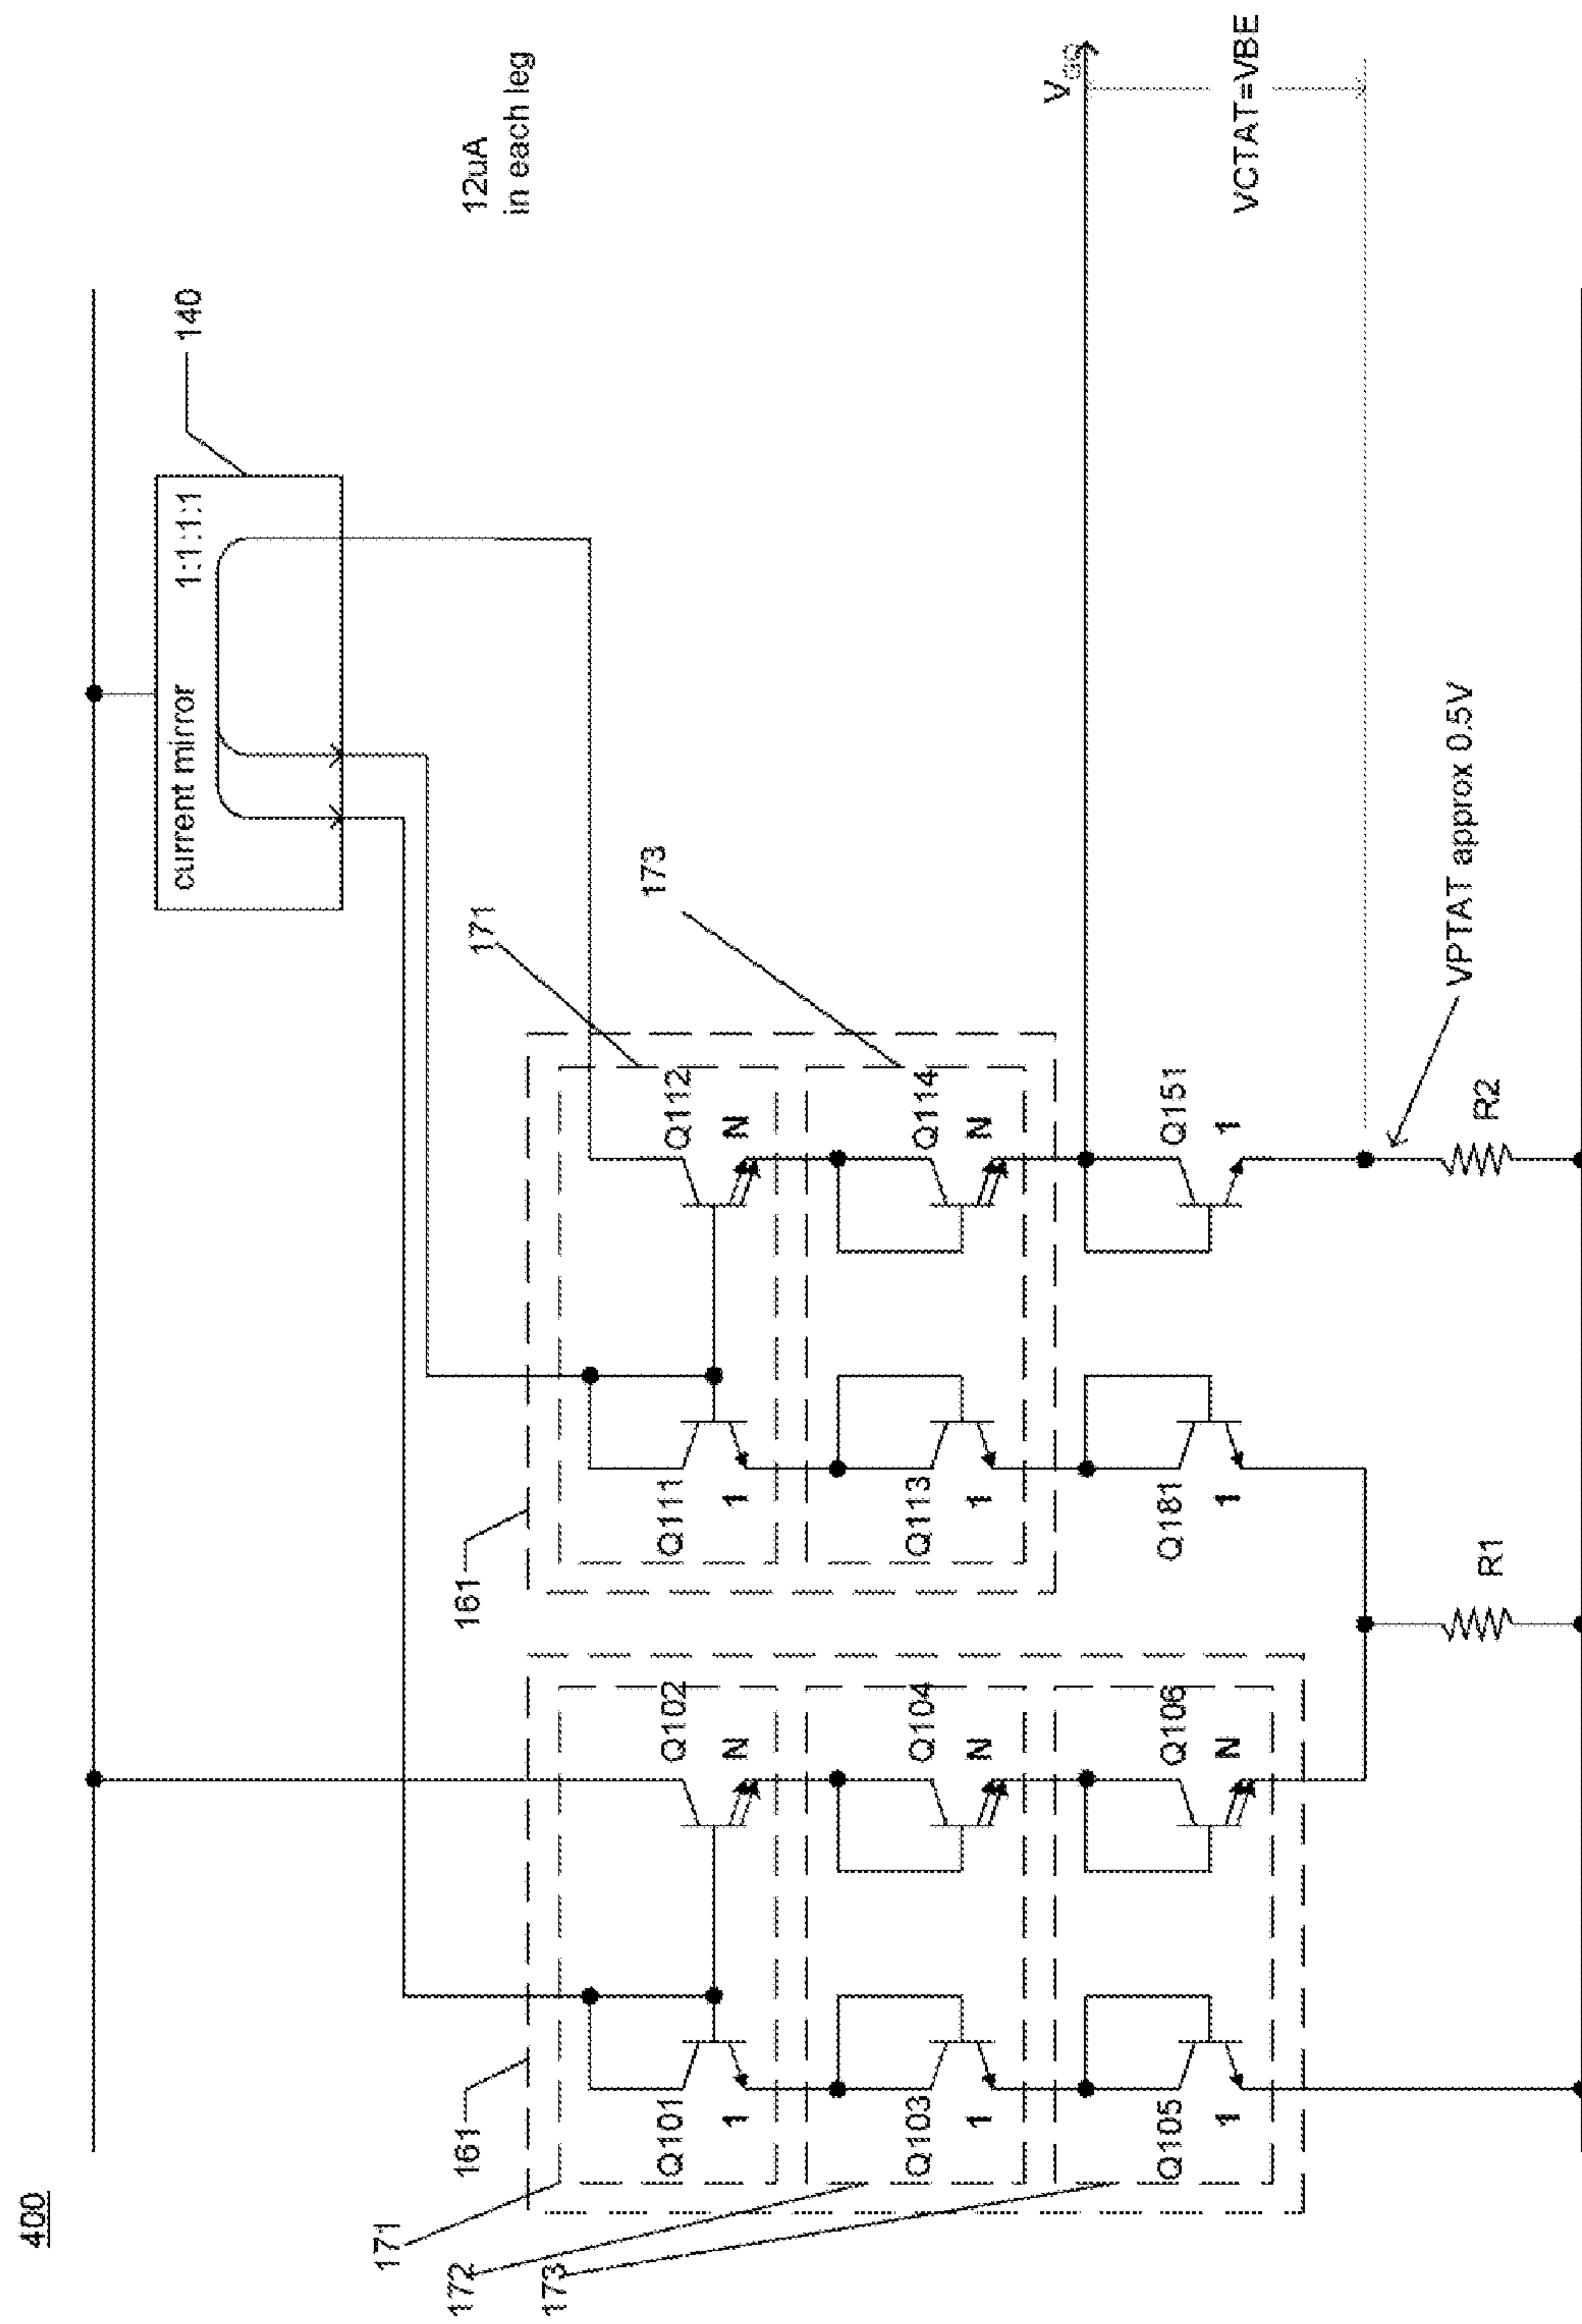 400
current mirror 1:1:1:1
140
12uA
in each leg
171
173
161
161
171
172
173
Q101
1
Q102
N
Q111
1
Q112
N
Q103
1
Q104
N
Q113
1
Q114
N
Q105
1
Q106
N
Q181
1
Q151
1
VCTAT=VBE
VPTAT approx 0.5V
R1
R2